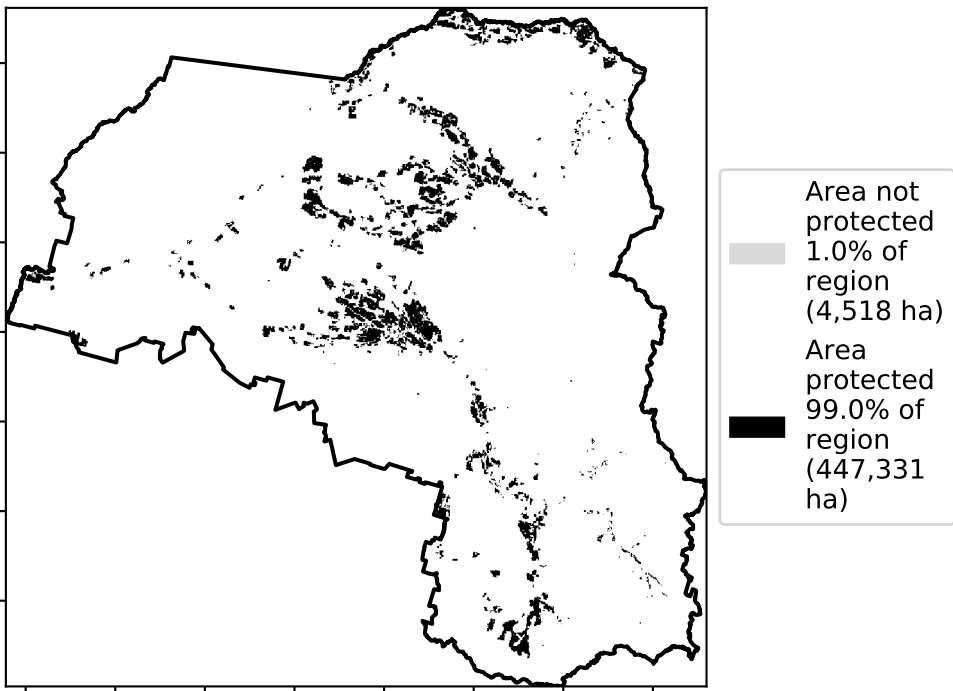 Area not
protected
1.0% of
region
(4,518 ha)
Area
protected
99.0% of
region
(447,331
ha)